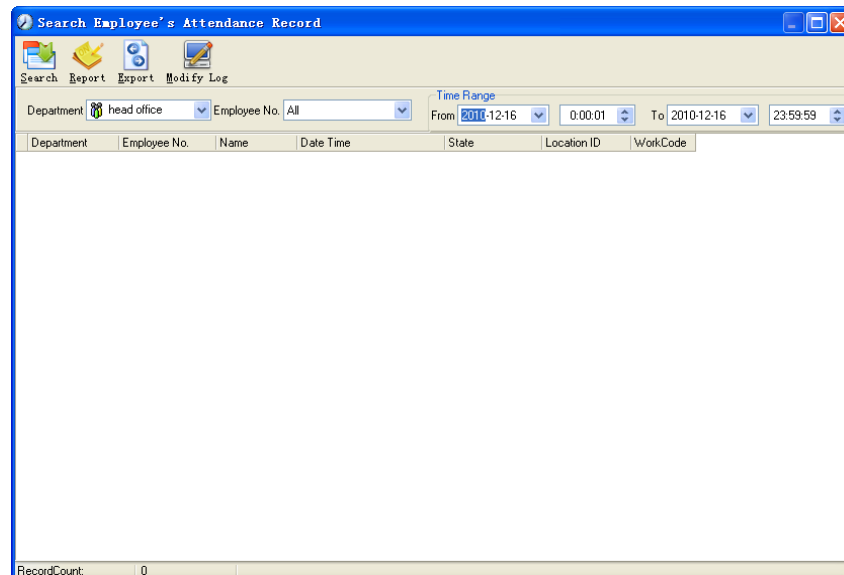 Search Employee's Attendance Record
Search Report Export Modify Log
Time Range
Department head office Employee No. All From 2010-12-16 0:00:01 To 2010-12-16 23:59:59
Department Employee No. Name Date Time State Location ID WorkCode
RecordCount: 0